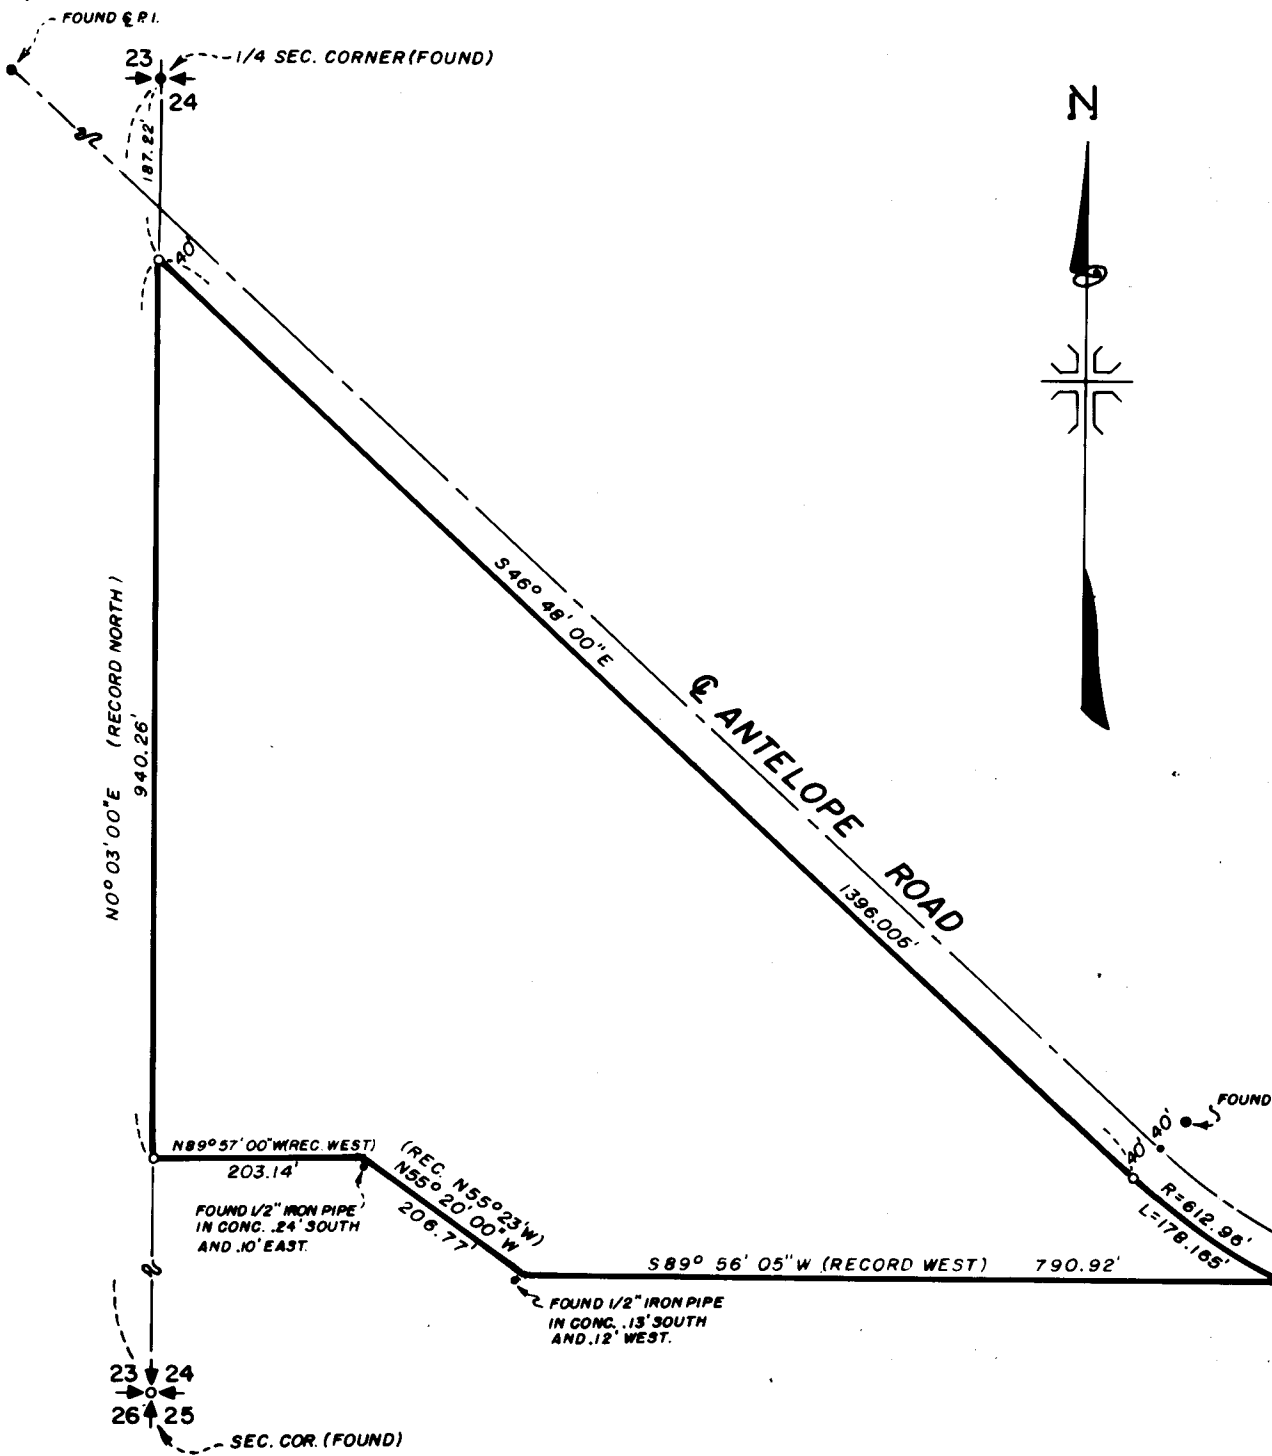 FOUND ℄ P.I.
23
1/4 SEC. CORNER (FOUND)
24
187.22'
40'
N
S 46° 48' 00" E
℄ ANTELOPE ROAD
1396.005'
N0° 03' 00" E (RECORD NORTH)
940.26'
FOUND
40' 40'
R=612.96'
L=178.165'
N89° 57' 00" W (REC. WEST)
203.14'
(REC. N55° 23' W)
N55° 20' 00" W
206.77'
FOUND 1/2" IRON PIPE
IN CONC. .24' SOUTH
AND .10' EAST.
S 89° 56' 05" W (RECORD WEST) 790.92'
FOUND 1/2" IRON PIPE
IN CONC. .13' SOUTH
AND .12' WEST.
23 24
26 25
SEC. COR. (FOUND)